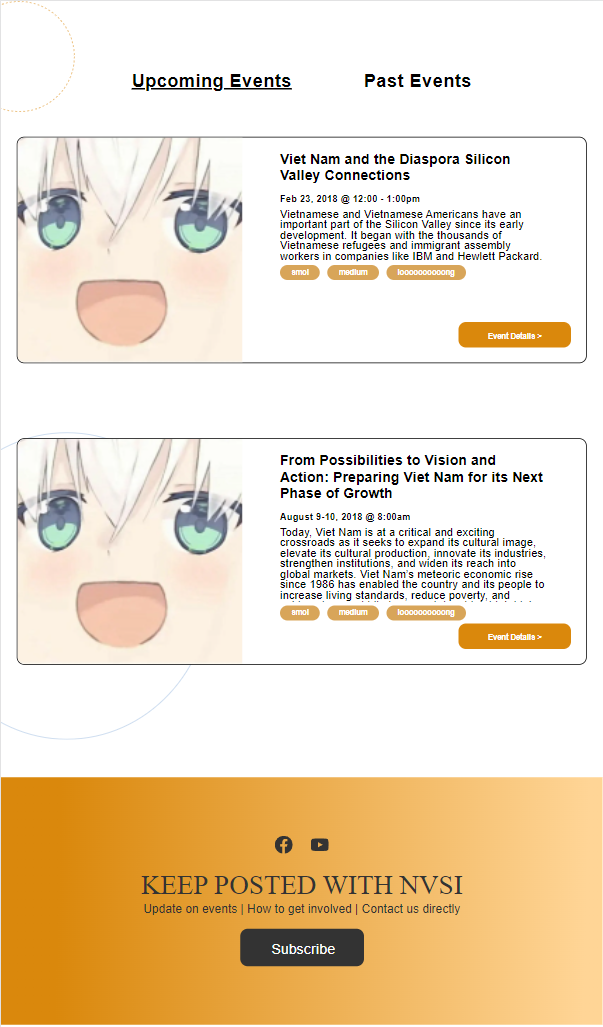 Upcoming Events Past Events
Viet Nam and the Diaspora Silicon
Valley Connections
Feb 23, 2018 @ 12:00 - 1:00pm
Vietnamese and Vietnamese Americans have an
important part of the Silicon Valley since its early
development. It began with the thousands of
Vietnamese refugees and immigrant assembly
workers in companies like IBM and Hewlett Packard.
smol medium loooooooooong
Event Details >
From Possibilities to Vision and
Action: Preparing Viet Nam for its Next
Phase of Growth
August 9-10, 2018 @ 8:00am
Today, Viet Nam is at a critical and exciting
crossroads as it seeks to expand its cultural image,
elevate its cultural production, innovate its industries,
strengthen institutions, and widen its reach into
global markets. Viet Nam's meteoric economic rise
since 1986 has enabled the country and its people to
increase living standards, reduce poverty, and
smol medium loooooooooong
Event Details >
KEEP POSTED WITH NVSI
Update on events | How to get involved | Contact us directly
Subscribe